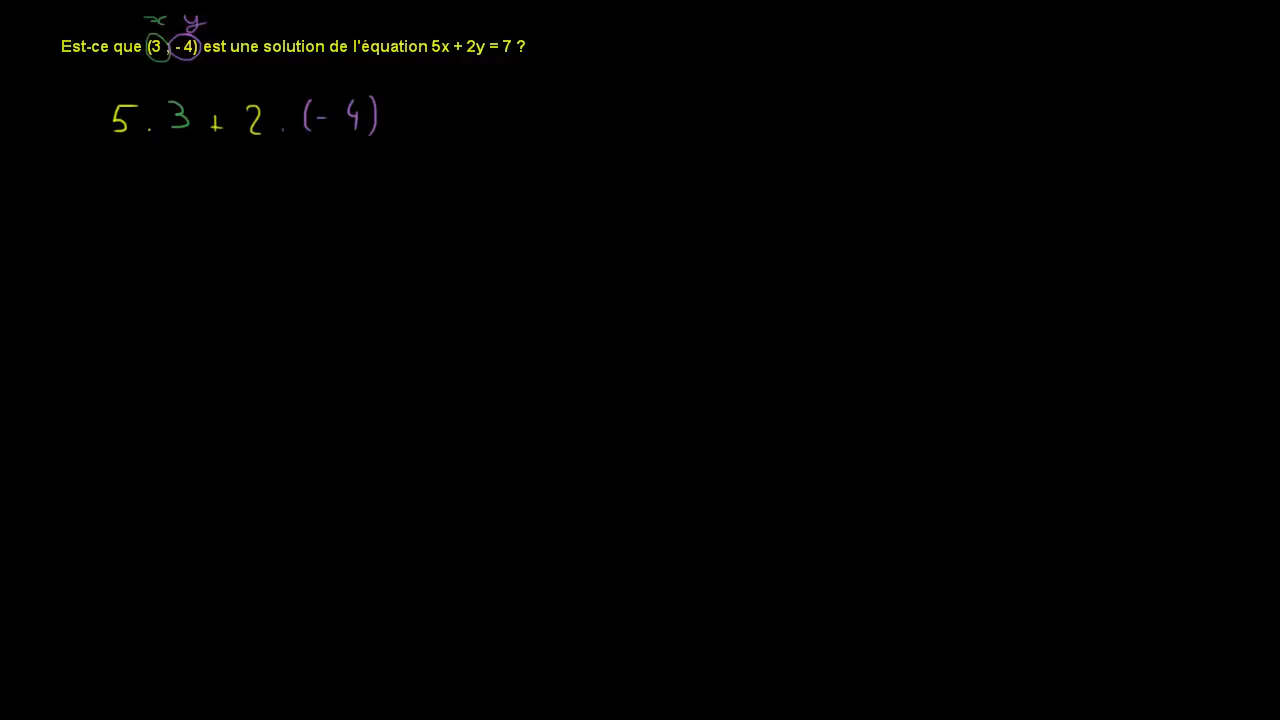 x y
Est-ce que (3 ; - 4) est une solution de l'équation 5x + 2y = 7 ?
5 . 3 + 2 . (- 4)